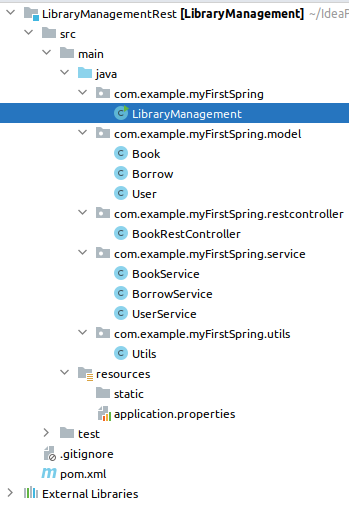 LibraryManagementRest [LibraryManagement] ~/IdeaF
src
main
java
com.example.myFirstSpring
LibraryManagement
com.example.myFirstSpring.model
Book
Borrow
User
com.example.myFirstSpring.restcontroller
BookRestController
com.example.myFirstSpring.service
BookService
BorrowService
UserService
com.example.myFirstSpring.utils
Utils
resources
static
application.properties
test
.gitignore
pom.xml
External Libraries